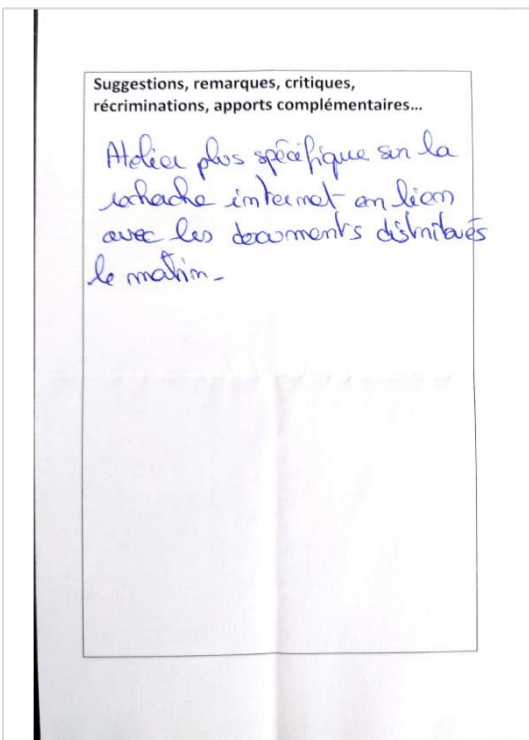 Suggestions, remarques, critiques,
récriminations, apports complémentaires...
Atelier plus spécifique sur la
recherche internet en lien
avec les documents distribués
le matin_